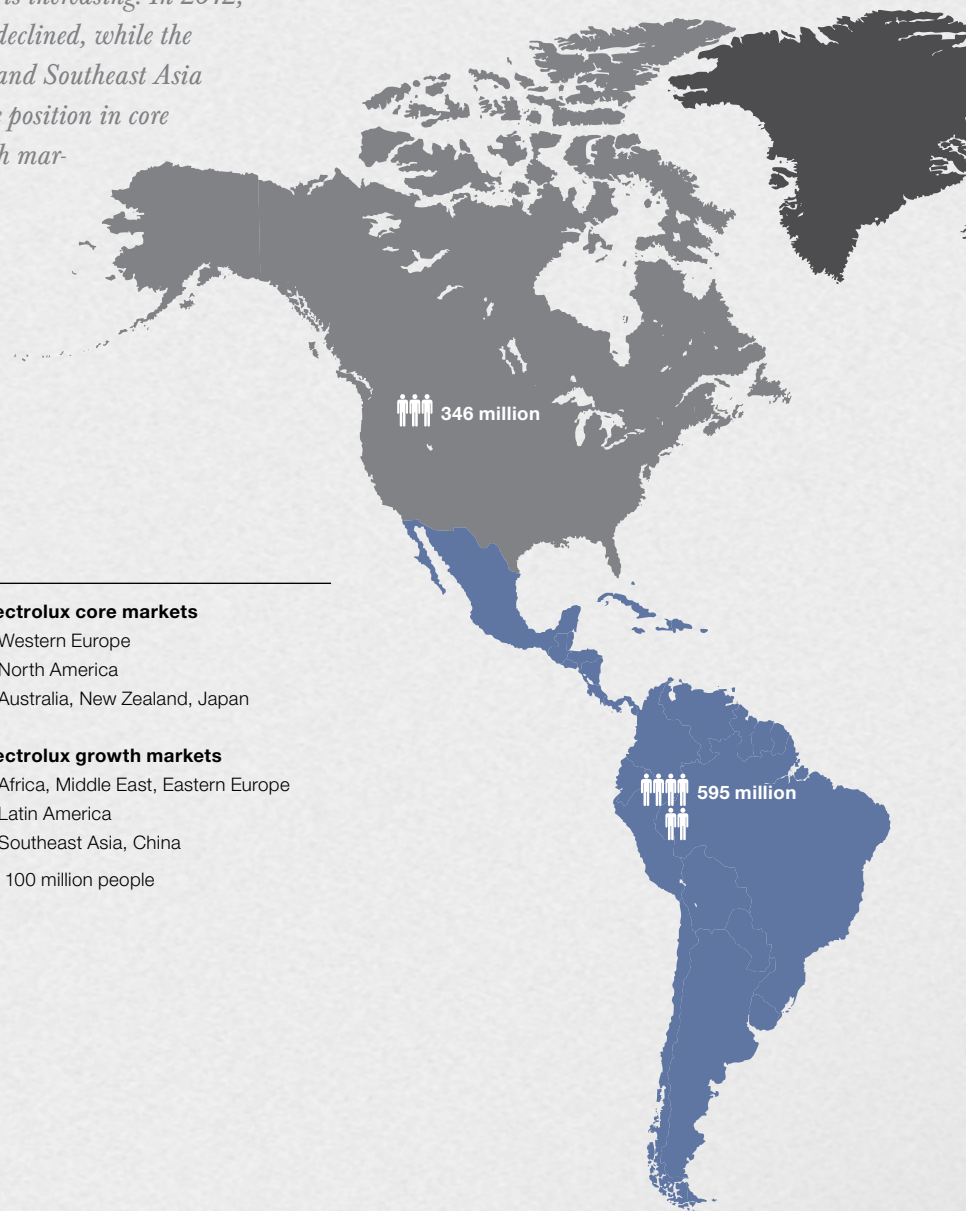 is increasing. In 2012,
declined, while the
and Southeast Asia
position in core
mar-
346 million
ectrolux core markets
Western Europe
North America
Australia, New Zealand, Japan
ectrolux growth markets
Africa, Middle East, Eastern Europe
Latin America
Southeast Asia, China
100 million people
595 million